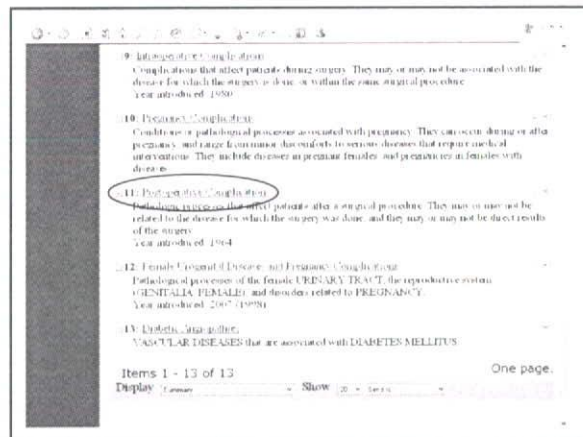 9: Intraoperative Complications
Complications that affect patients during surgery. They may or may not be associated with the
disease for which the surgery is done, or within the same surgical procedure.
Year introduced: 1980
10: Pregnancy Complications
Conditions or pathological processes associated with pregnancy. They can occur during or after
pregnancy, and range from minor discomforts to serious diseases that require medical
interventions. They include diseases in pregnant females, and pregnancies in females with
diseases.
11: Postoperative Complications
Pathologic processes that affect patients after a surgical procedure. They may or may not be
related to the disease for which the surgery was done, and they may or may not be direct results
of the surgery.
Year introduced: 1964
12: Female Urogenital Diseases and Pregnancy Complications
Pathological processes of the female URINARY TRACT, the reproductive system
(GENITALIA, FEMALE), and disorders related to PREGNANCY.
Year introduced: 2007 (1998)
13: Diabetic Angiopathies
VASCULAR DISEASES that are associated with DIABETES MELLITUS.
Items 1 - 13 of 13
One page.
Display Summary Show 20